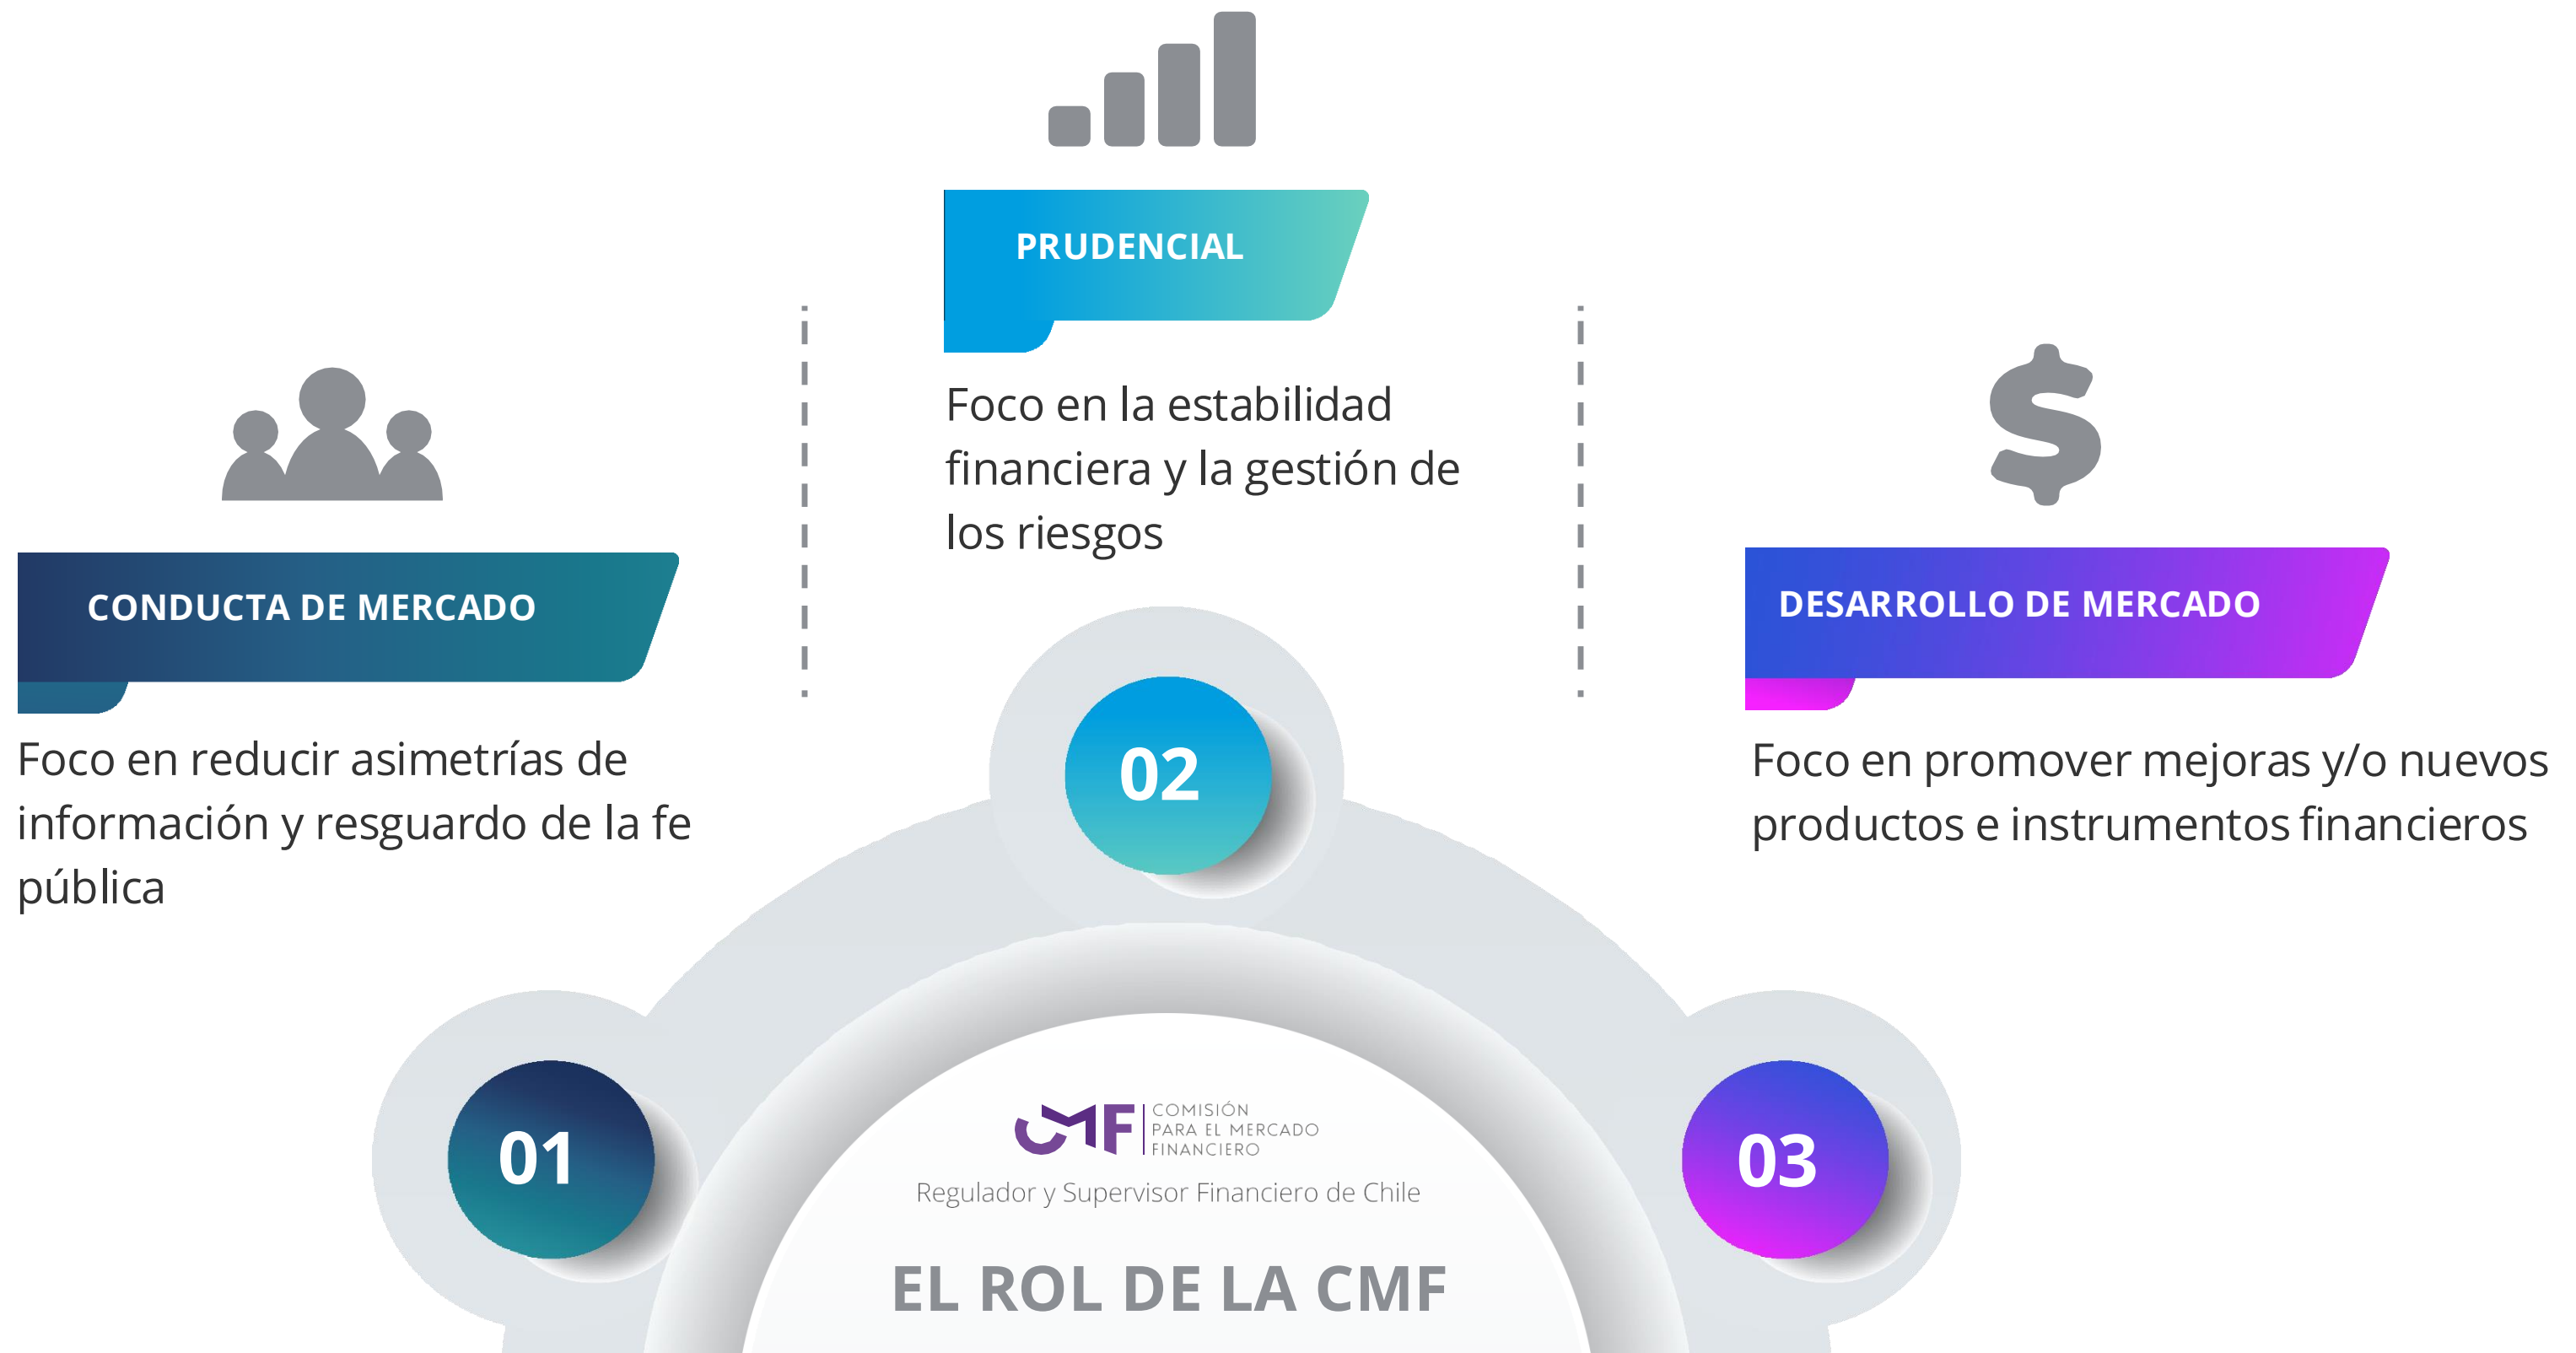 CONDUCTA DE MERCADO
Foco en reducir asimetrías de
información y resguardo de la fe
pública
01
PRUDENCIAL
Foco en la estabilidad
financiera y la gestión de
los riesgos
02
DESARROLLO DE MERCADO
Foco en promover mejoras y/o nuevos
productos e instrumentos financieros
03
CMF
COMISIÓN
PARA EL MERCADO
FINANCIERO
Regulador y Supervisor Financiero de Chile
EL ROL DE LA CMF